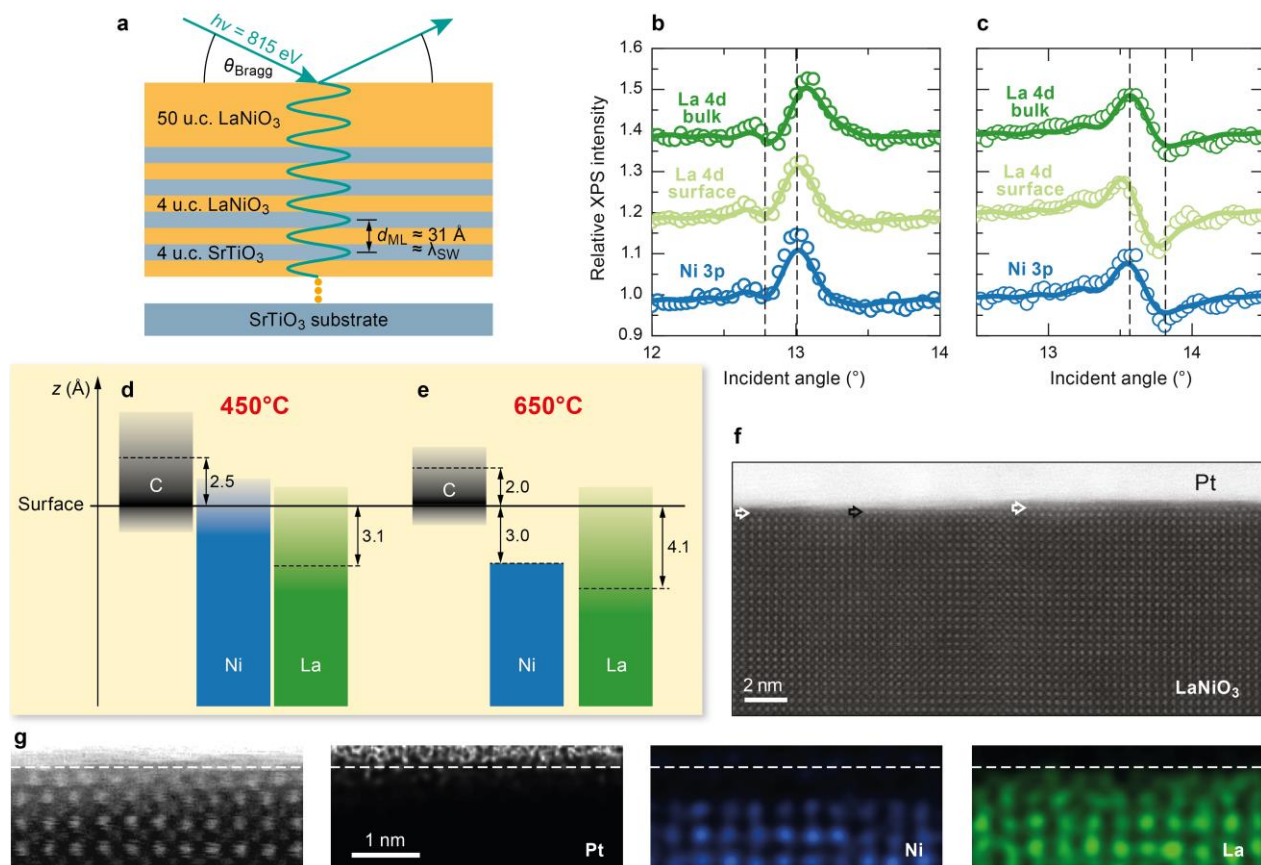 a
hν = 815 eV
θBragg
50 u.c. LaNiO₃
4 u.c. LaNiO₃
dML ≈ 31 Å
≈ λSW
4 u.c. SrTiO₃
SrTiO₃ substrate
b
c
Relative XPS intensity
1.6
1.5
1.4
1.3
1.2
1.1
1.0
0.9
La 4d
bulk
La 4d
surface
Ni 3p
12
13
14
Incident angle (°)
La 4d
bulk
La 4d
surface
Ni 3p
13
14
Incident angle (°)
z (Å)
d
450°C
e
650°C
Surface
C
2.5
Ni
La
3.1
C
2.0
3.0
Ni
La
4.1
f
Pt
2 nm
LaNiO₃
g
1 nm
Pt
Ni
La